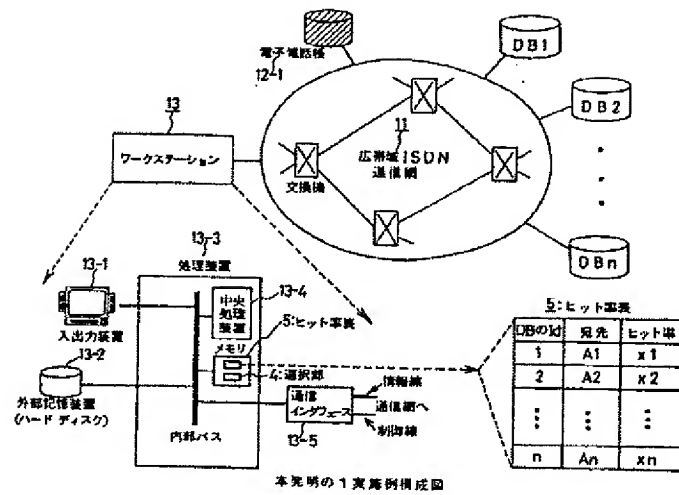 電子電話帳
12-1
DB1
DB2
DBn
13
ワークステーション
11
広帯域ISDN
通信網
交換機
13-3
処理装置
13-1
入出力装置
13-2
外部記憶装置
(ハードディスク)
13-4
中央
処理
装置
メモリ
5:ヒット率表
4:選択部
内部バス
通信
インタフェース
13-5
情報線
通信網へ
制御線
5:ヒット率表
DBのId 宛先 ヒット率
1 A1 x1
2 A2 x2
n An xn
本発明の1実施例構成図